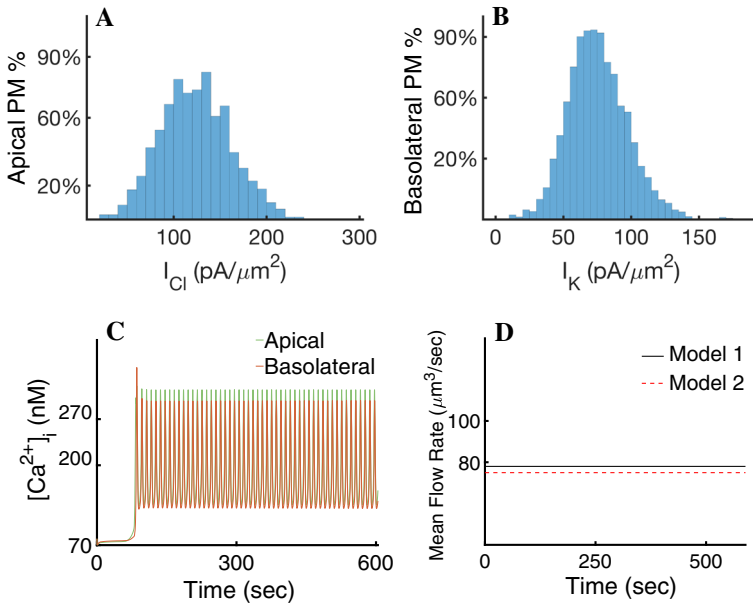 A
Apical PM %
90%
60%
20%
100
200
300
I_Cl (pA/μm²)
B
Basolateral PM %
90%
60%
20%
0
50
100
150
I_K (pA/μm²)
C
Apical
Basolateral
[Ca²⁺]ᵢ (nM)
270
200
70
0
300
600
Time (sec)
D
Model 1
Model 2
Mean Flow Rate (μm³/sec)
100
80
0
250
500
Time (sec)